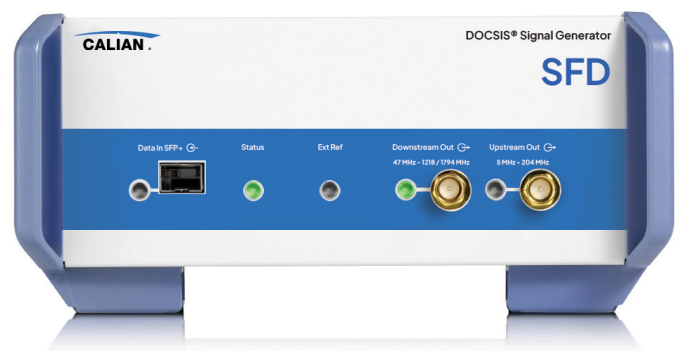 CALIAN.
DOCSIS® Signal Generator
SFD
Data In SFP+
Status
Ext Ref
Downstream Out
47 MHz - 1218 / 1794 MHz
Upstream Out
5 MHz - 204 MHz